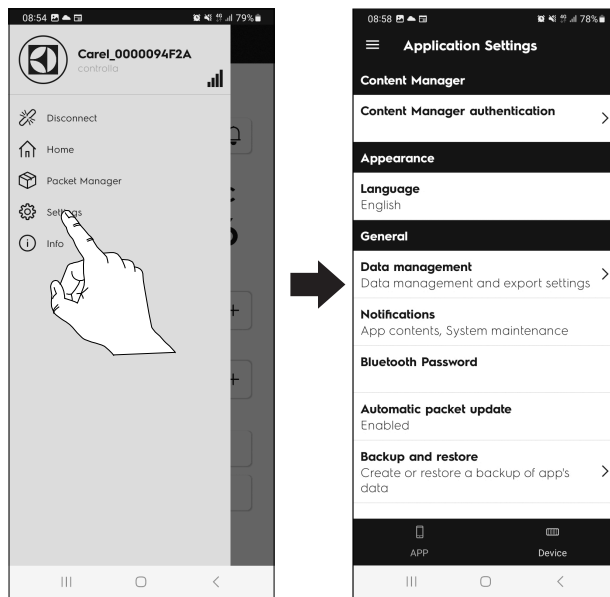 08:54 79%
Carel_0000094F2A
controlla
Disconnect
Home
Packet Manager
Settings
Info
08:58 78%
Application Settings
Content Manager
Content Manager authentication
Appearance
Language
English
General
Data management
Data management and export settings
Notifications
App contents, System maintenance
Bluetooth Password
Automatic packet update
Enabled
Backup and restore
Create or restore a backup of app's
data
APP Device